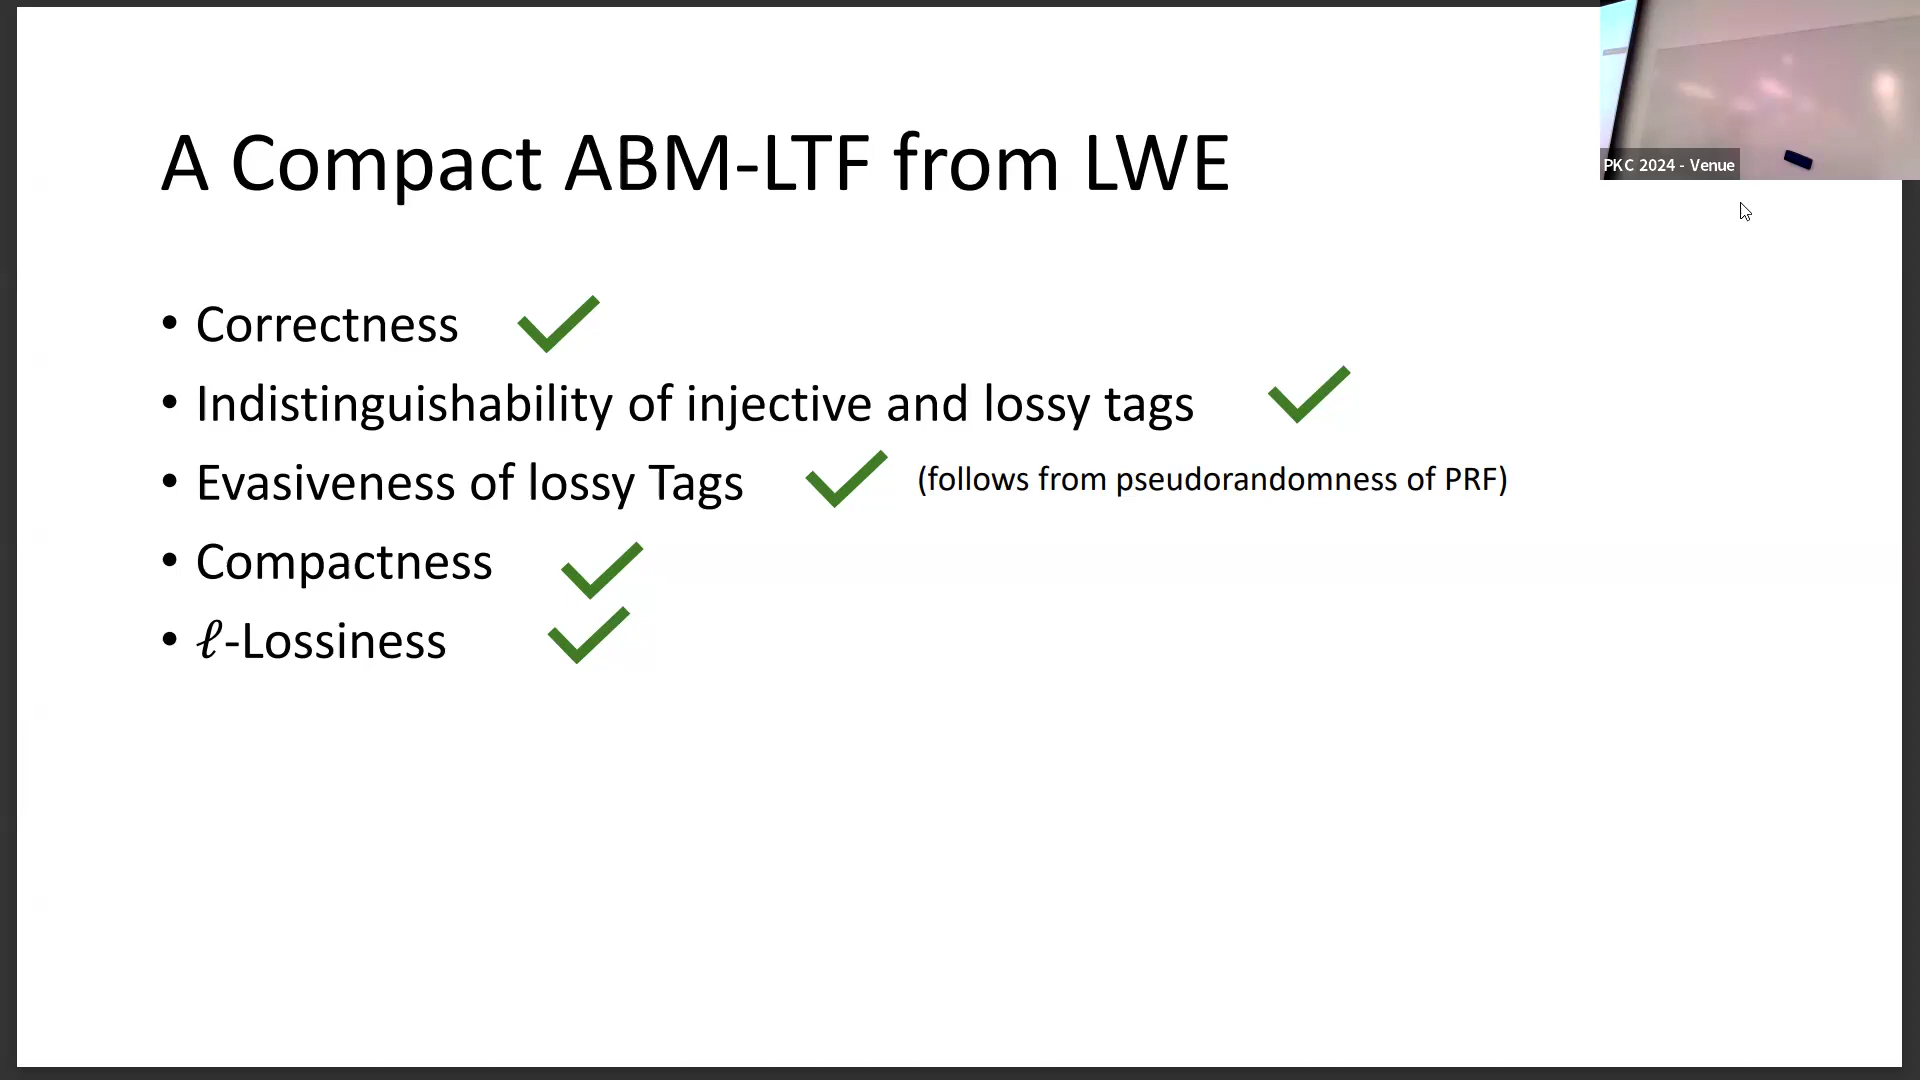 A Compact ABM-LTF from LWE
PKC 2024 - Venue
• Correctness
• Indistinguishability of injective and lossy tags
• Evasiveness of lossy Tags (follows from pseudorandomness of PRF)
• Compactness
• ℓ-Lossiness